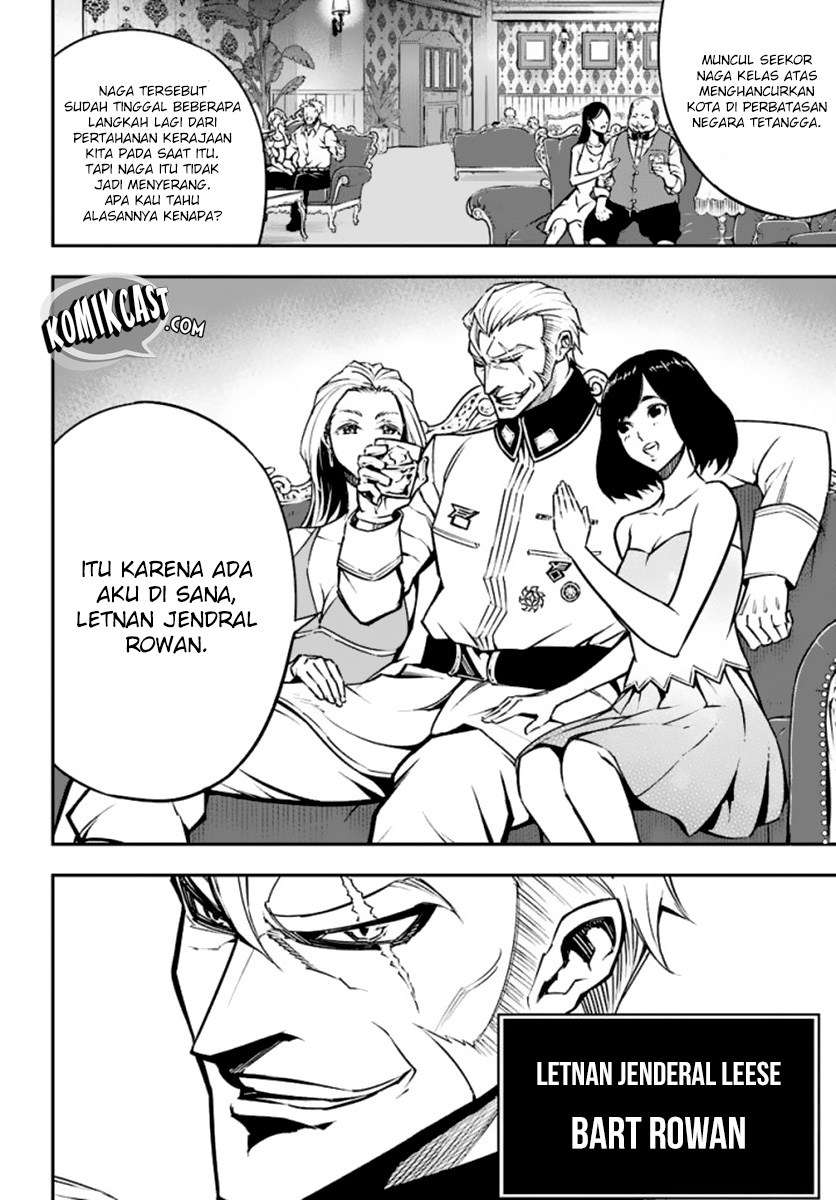 MUNCUL SEEKOR
NAGA KELAS ATAS
MENGHANCURKAN
KOTA DI PERBATASAN
NEGARA TETANGGA.
NAGA TERSEBUT
SUDAH TINGGAL BEBERAPA
LANGKAH LAGI DARI
PERTAHANAN KERAJAAN
KITA PADA SAAT ITU.
TAPI NAGA ITU TIDAK
JADI MENYERANG.
APA KAU TAHU
ALASANNYA KENAPA?
KOMIKCAST
.COM
ITU KARENA ADA
AKU DI SANA,
LETNAN JENDRAL
ROWAN.
LETNAN JENDERAL LEESE
BART ROWAN